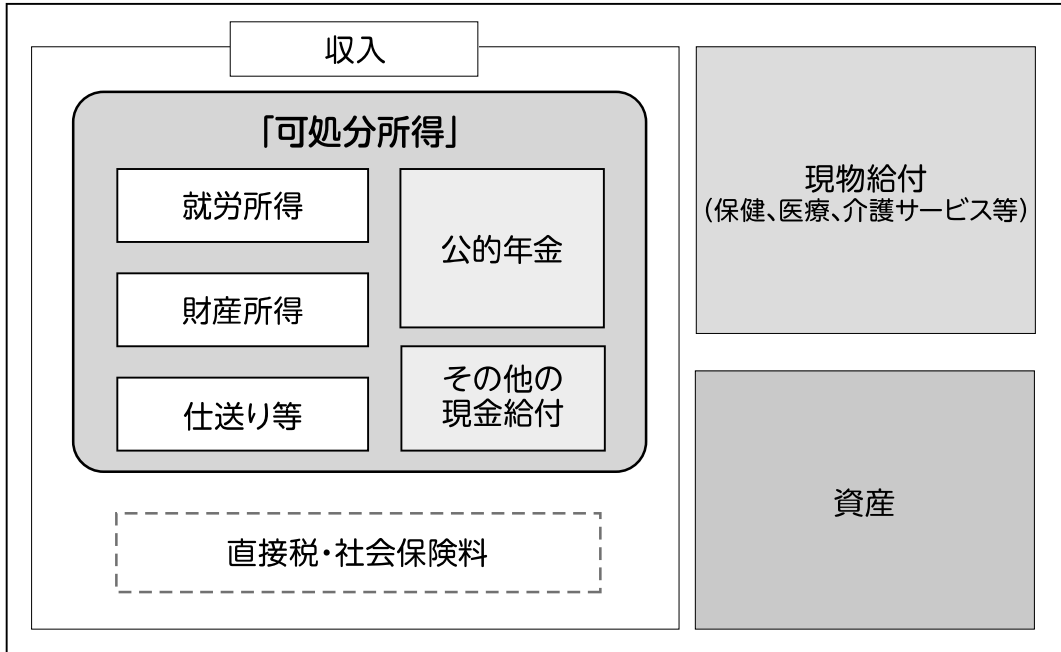 収入
「可処分所得」
就労所得
財産所得
仕送り等
公的年金
その他の
現金給付
直接税・社会保険料
現物給付
（保健、医療、介護サービス等）
資産